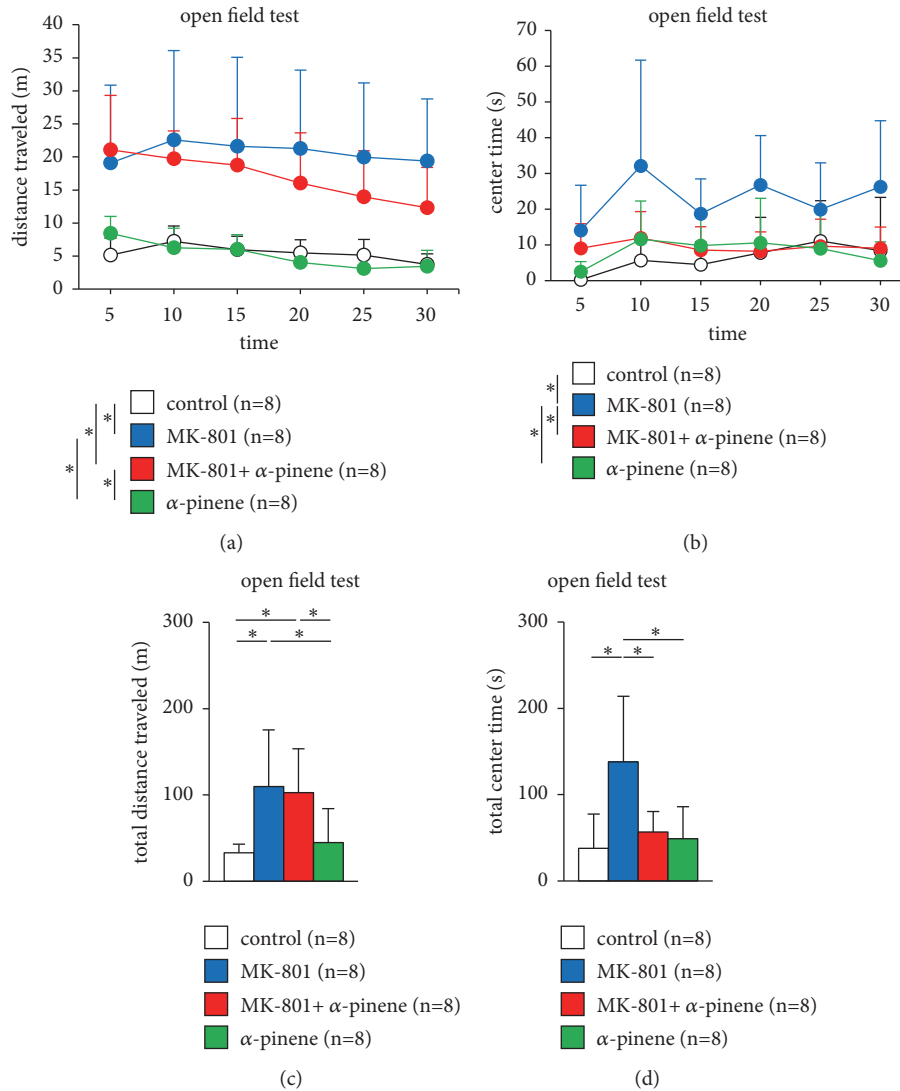 open field test
40
35
30
25
20
15
10
5
0
distance traveled (m)
5 10 15 20 25 30
time
* * *
*
control (n=8)
MK-801 (n=8)
MK-801+ α-pinene (n=8)
α-pinene (n=8)
(a)
open field test
70
60
50
40
30
20
10
0
center time (s)
5 10 15 20 25 30
time
*
* *
control (n=8)
MK-801 (n=8)
MK-801+ α-pinene (n=8)
α-pinene (n=8)
(b)
open field test
300
200
100
0
total distance traveled (m)
* *
* *
control (n=8)
MK-801 (n=8)
MK-801+ α-pinene (n=8)
α-pinene (n=8)
(c)
open field test
300
200
100
0
total center time (s)
*
* *
control (n=8)
MK-801 (n=8)
MK-801+ α-pinene (n=8)
α-pinene (n=8)
(d)